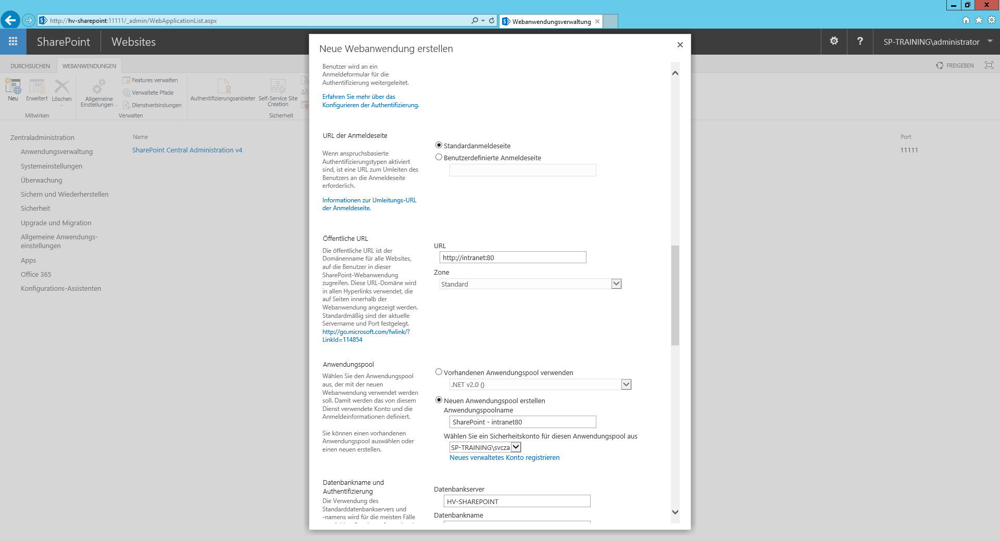 http://hv-sharepoint:11111/_admin/WebApplicationList.aspx
Webanwendungsverwaltung
SharePoint
Websites
SP-TRAINING\administrator
DURCHSUCHEN
WEBANWENDUNGEN
FREIGEBEN
Neu
Erweitert
Löschen
Mitwirken
Allgemeine
Einstellungen
Features verwalten
Verwaltete Pfade
Dienstverbindungen
Verwalten
Authentifizierungsanbieter
Self-Service Site
Creation
Sicherheit
Zentraladministration
Anwendungsverwaltung
Systemeinstellungen
Überwachung
Sichern und Wiederherstellen
Sicherheit
Upgrade und Migration
Allgemeine Anwendungs-
einstellungen
Apps
Office 365
Konfigurations-Assistenten
Name
SharePoint Central Administration v4
Port
11111
Neue Webanwendung erstellen
Benutzer wird an ein
Anmeldeformular für die
Authentifizierung weitergeleitet.
Erfahren Sie mehr über das
Konfigurieren der Authentifizierung.
URL der Anmeldeseite
Wenn anspruchsbasierte
Authentifizierungstypen aktiviert
sind, ist eine URL zum Umleiten des
Benutzers an die Anmeldeseite
erforderlich.
Informationen zur Umleitungs-URL
der Anmeldeseite.
Standardanmeldeseite
Benutzerdefinierte Anmeldeseite
Öffentliche URL
Die öffentliche URL ist der
Domänenname für alle Websites,
auf die Benutzer in dieser
SharePoint-Webanwendung
zugreifen. Diese URL-Domäne wird
in allen Hyperlinks verwendet, die
auf Seiten innerhalb der
Webanwendung angezeigt werden.
Standardmäßig sind der aktuelle
Servername und Port festgelegt.
http://go.microsoft.com/fwlink/?
LinkId=114854
URL
http://intranet:80
Zone
Standard
Anwendungspool
Wählen Sie den Anwendungspool
aus, der mit der neuen
Webanwendung verwendet werden
soll. Damit werden das von diesem
Dienst verwendete Konto und die
Anmeldeinformationen definiert.
Sie können einen vorhandenen
Anwendungspool auswählen oder
einen neuen erstellen.
Vorhandenen Anwendungspool verwenden
.NET v2.0 ()
Neuen Anwendungspool erstellen
Anwendungspoolname
SharePoint - intranet80
Wählen Sie ein Sicherheitskonto für diesen Anwendungspool aus
SP-TRAINING\svcza
Neues verwaltetes Konto registrieren
Datenbankname und
Authentifizierung
Die Verwendung des
Standarddatenbankservers und
-namens wird für die meisten Fälle
Datenbankserver
HV-SHAREPOINT
Datenbankname